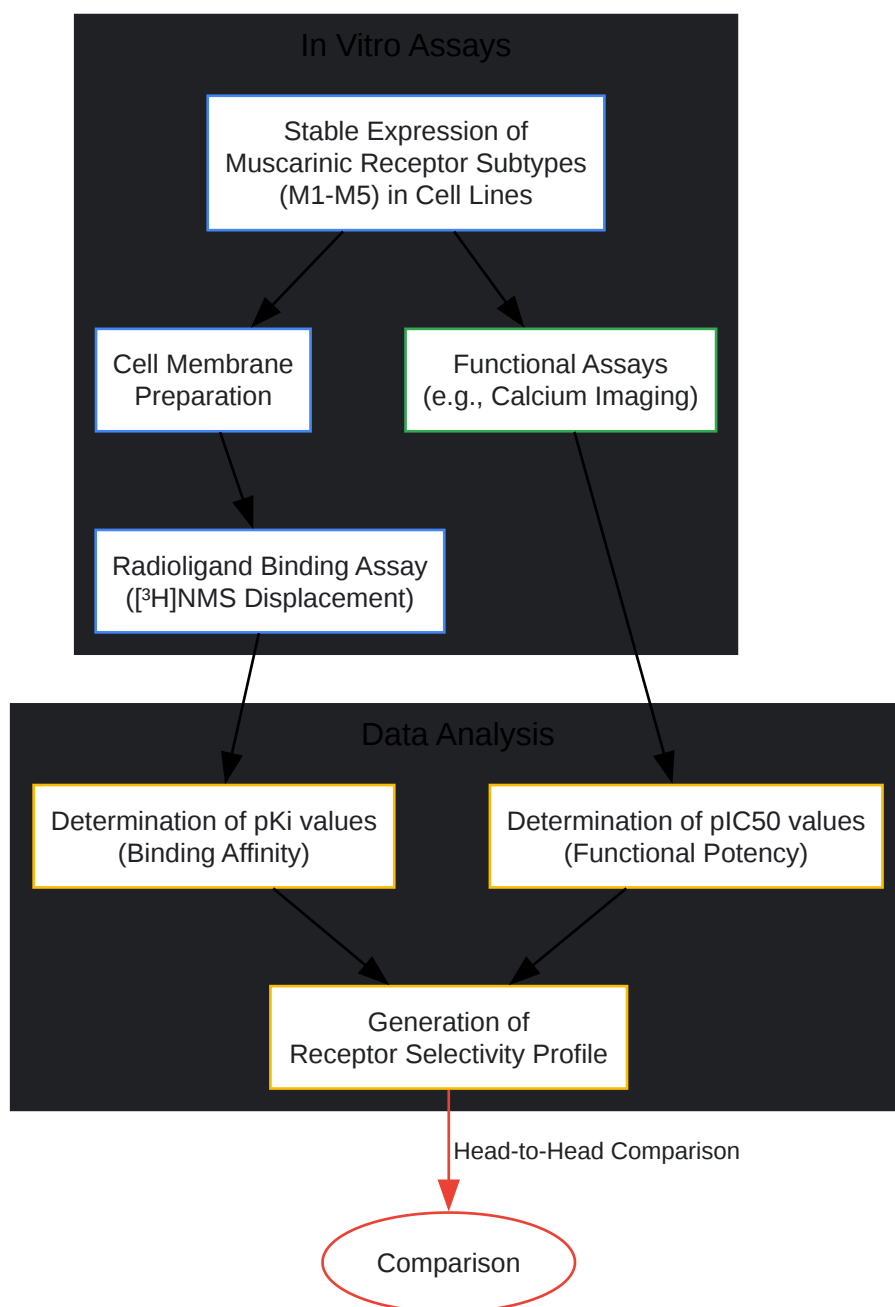 In Vitro Assays
Stable Expression of
Muscarinic Receptor Subtypes
(M1-M5) in Cell Lines
Cell Membrane
Preparation
Functional Assays
(e.g., Calcium Imaging)
Radioligand Binding Assay
([³H]NMS Displacement)
Data Analysis
Determination of pKi values
(Binding Affinity)
Determination of pIC50 values
(Functional Potency)
Generation of
Receptor Selectivity Profile
Head-to-Head Comparison
Comparison